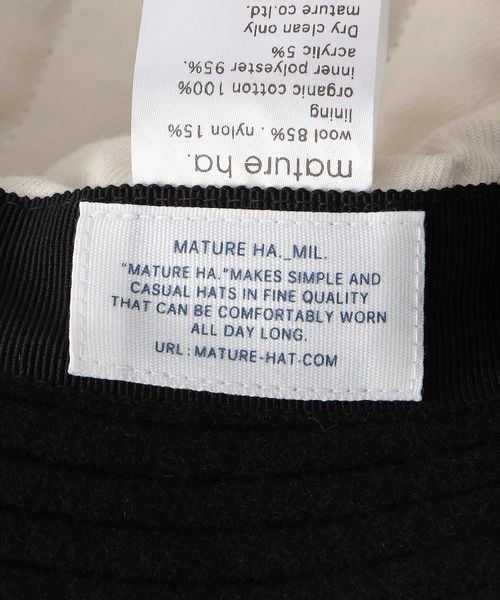 mature ha.
wool 85% . nylon 15%
lining
organic cotton 100%
inner polyester 95%.
acrylic 5%
Dry clean only
mature co.ltd.
MATURE HA._MIL.
"MATURE HA."MAKES SIMPLE AND
CASUAL HATS IN FINE QUALITY
THAT CAN BE COMFORTABLY WORN
ALL DAY LONG.
URL : MATURE-HAT.COM